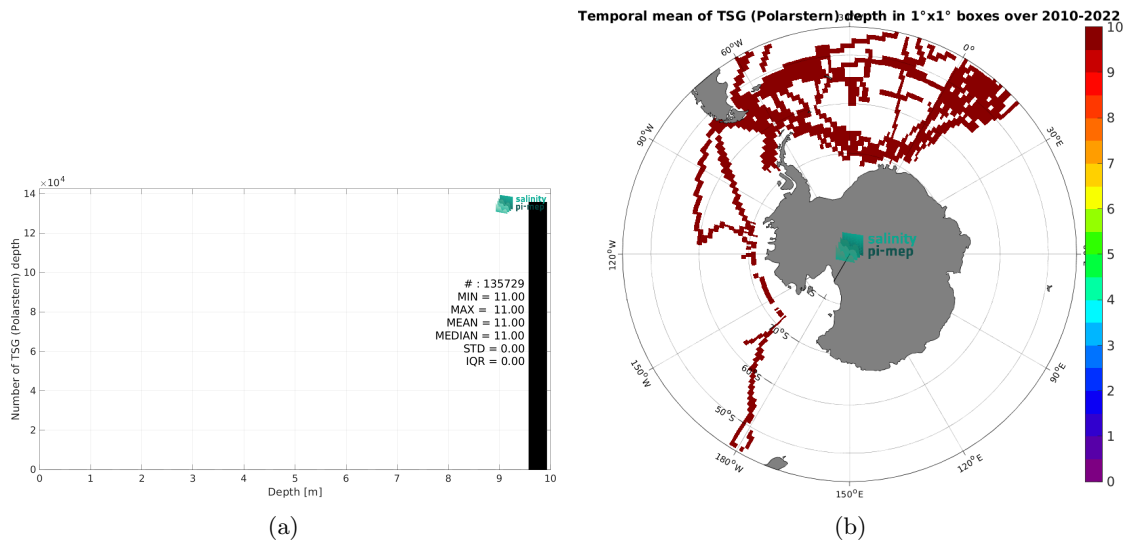 Temporal mean of TSG (Polarstern) depth in 1°x1° boxes over 2010-2022
×10⁴
14
12
10
8
6
4
2
0
Number of TSG (Polarstern) depth
salinity
pi-mep
# : 135729
MIN = 11.00
MAX = 11.00
MEAN = 11.00
MEDIAN = 11.00
STD = 0.00
IQR = 0.00
0 1 2 3 4 5 6 7 8 9 10
Depth [m]
(a)
60°W
0°
30°E
60°E
90°W
120°W
150°W
180°W
150°E
120°E
90°E
70°S
60°S
50°S
salinity
pi-mep
10
9
8
7
6
5
4
3
2
1
0
(b)